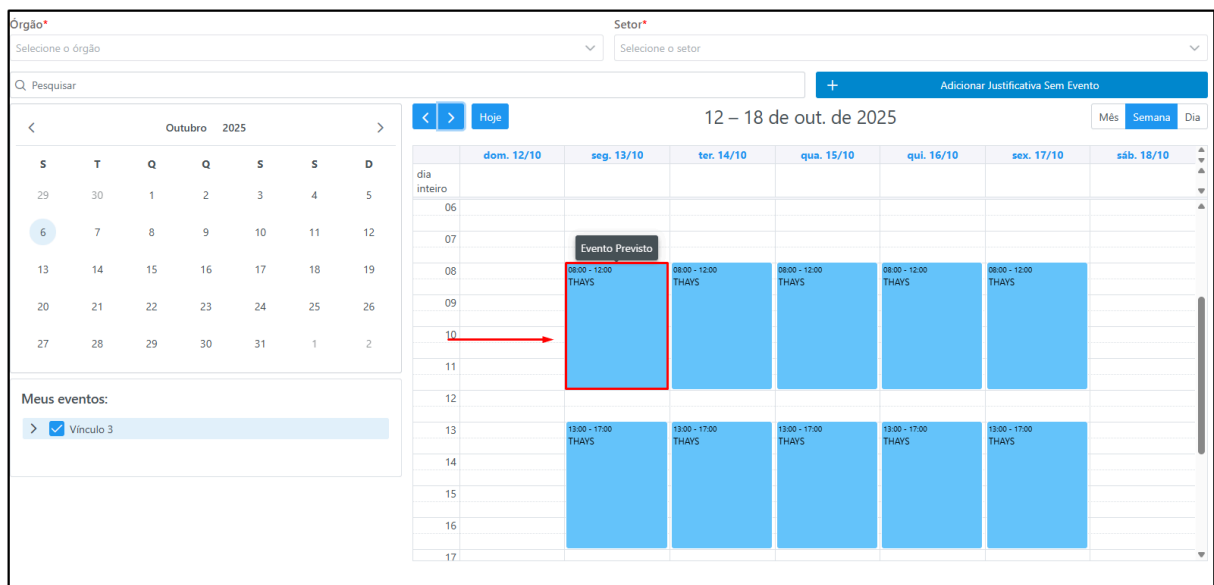 Órgão*
Setor*
Selecione o órgão
Selecione o setor
Pesquisar
+ Adicionar Justificativa Sem Evento
Outubro 2025
S T Q Q S S D
29 30 1 2 3 4 5
6 7 8 9 10 11 12
13 14 15 16 17 18 19
20 21 22 23 24 25 26
27 28 29 30 31 1 2
Meus eventos:
Vínculo 3
Hoje
12 – 18 de out. de 2025
Mês Semana Dia
dom. 12/10 seg. 13/10 ter. 14/10 qua. 15/10 qui. 16/10 sex. 17/10 sáb. 18/10
dia
inteiro
06
07
Evento Previsto
08
08:00 - 12:00 08:00 - 12:00 08:00 - 12:00 08:00 - 12:00 08:00 - 12:00
THAYS THAYS THAYS THAYS THAYS
09
10
11
12
13
13:00 - 17:00 13:00 - 17:00 13:00 - 17:00 13:00 - 17:00 13:00 - 17:00
THAYS THAYS THAYS THAYS THAYS
14
15
16
17